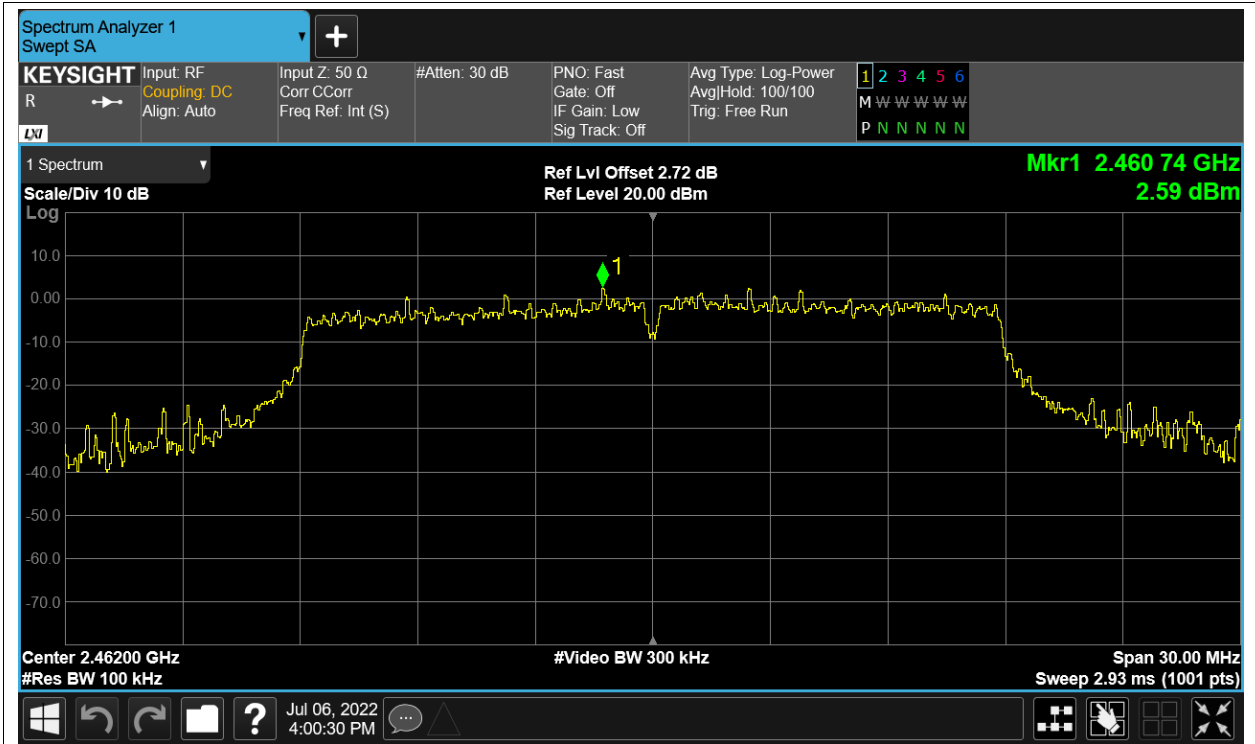 Spectrum Analyzer 1
Swept SA
+
KEYSIGHT
R
LXI
Input: RF
Coupling: DC
Align: Auto
Input Z: 50 Ω
Corr CCorr
Freq Ref: Int (S)
#Atten: 30 dB
PNO: Fast
Gate: Off
IF Gain: Low
Sig Track: Off
Avg Type: Log-Power
Avg|Hold: 100/100
Trig: Free Run
1 2 3 4 5 6
M W W W W W
P N N N N N
1 Spectrum
Scale/Div 10 dB
Log
Ref Lvl Offset 2.72 dB
Ref Level 20.00 dBm
Mkr1 2.460 74 GHz
2.59 dBm
10.0
0.00
-10.0
-20.0
-30.0
-40.0
-50.0
-60.0
-70.0
1
Center 2.46200 GHz
#Res BW 100 kHz
#Video BW 300 kHz
Span 30.00 MHz
Sweep 2.93 ms (1001 pts)
?
Jul 06, 2022
4:00:30 PM